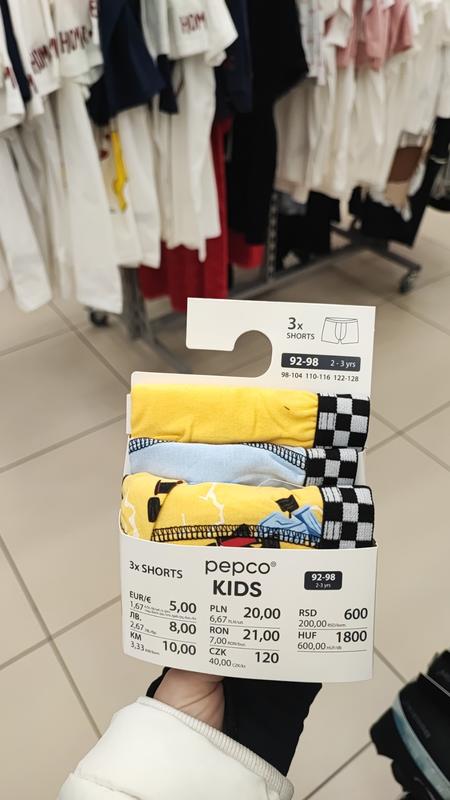 HOM
HOM
HOM
3x
SHORTS
92-98 2 - 3 yrs
98-104 110-116 122-128
3x SHORTS
pepco®
KIDS
92-98
2-3 yrs
EUR/€ 5,00
1,67
ЛВ. 8,00
2,67
KM 10,00
3,33
PLN 20,00
6,67
RON 21,00
7,00
CZK 120
40,00
RSD 600
200,00
HUF 1800
600,00